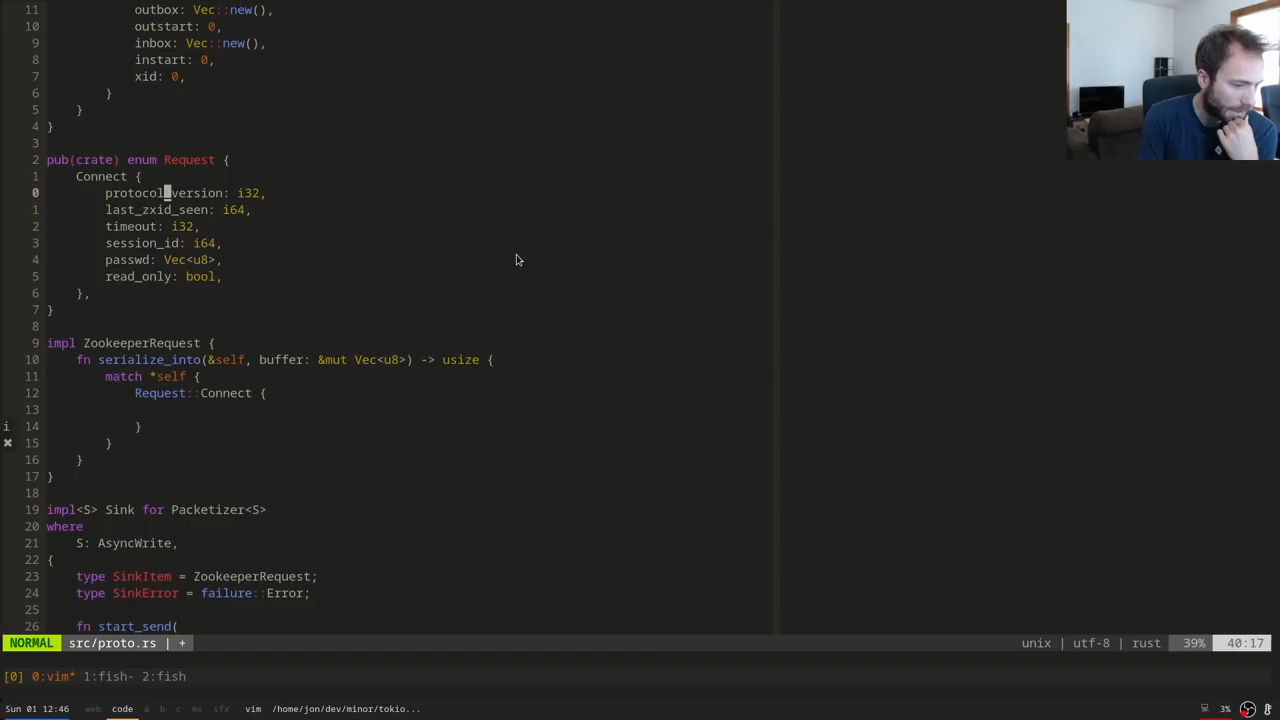 11             outbox: Vec::new(),
10             outstart: 0,
9             inbox: Vec::new(),
8             instart: 0,
7             xid: 0,
6         }
5     }
4 }
3
2 pub(crate) enum Request {
1     Connect {
0         protocol_version: i32,
1         last_zxid_seen: i64,
2         timeout: i32,
3         session_id: i64,
4         passwd: Vec<u8>,
5         read_only: bool,
6     },
7 }
8
9 impl ZookeeperRequest {
10     fn serialize_into(&self, buffer: &mut Vec<u8>) -> usize {
11         match *self {
12             Request::Connect {
13
i 14             }
✖ 15         }
16     }
17 }
18
19 impl<S> Sink for Packetizer<S>
20 where
21     S: AsyncWrite,
22 {
23     type SinkItem = ZookeeperRequest;
24     type SinkError = failure::Error;
25
26     fn start_send(
NORMAL src/proto.rs | + unix | utf-8 | rust 39% 40:17
[0] 0:vim* 1:fish- 2:fish
Sun 01 12:46 web code a b c mx sfx vim /home/jon/dev/minor/tokio... 3%